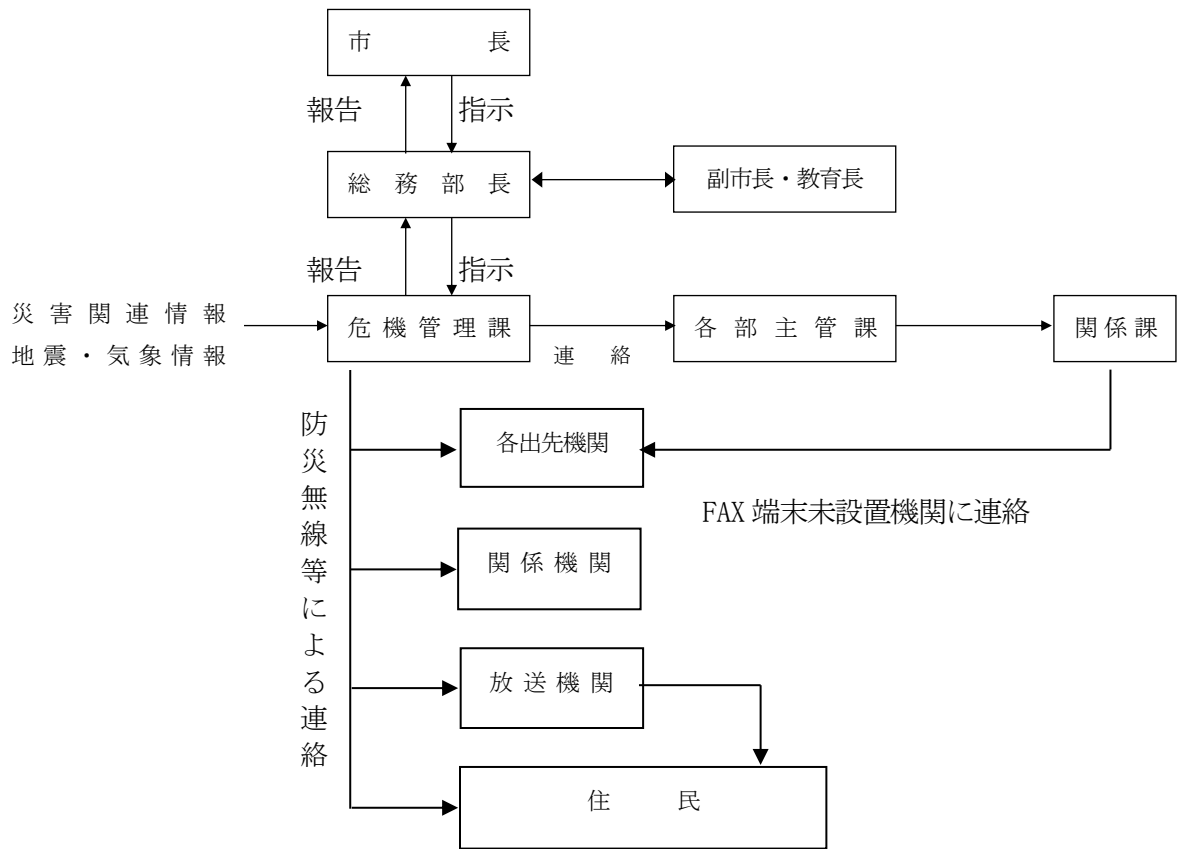 市長
報告 指示
総務部長 副市長・教育長
報告 指示
災害関連情報
地震・気象情報
危機管理課 各部主管課 関係課
連絡
防災無線等による連絡
各出先機関
FAX 端末未設置機関に連絡
関係機関
放送機関
住民